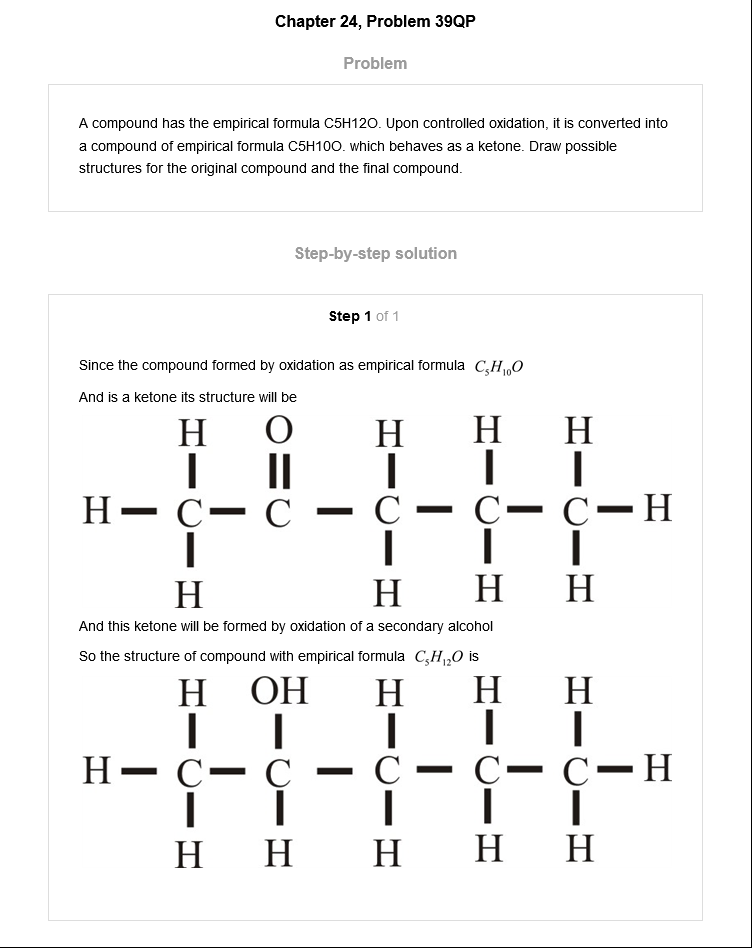 Chapter 24, Problem 39QP
Problem
A compound has the empirical formula C5H12O. Upon controlled oxidation, it is converted into
a compound of empirical formula C5H10O. which behaves as a ketone. Draw possible
structures for the original compound and the final compound.
Step-by-step solution
Step 1 of 1
Since the compound formed by oxidation as empirical formula C₅H₁₀O
And is a ketone its structure will be
H O H H H
H C C C C C H
H H H H
And this ketone will be formed by oxidation of a secondary alcohol
So the structure of compound with empirical formula C₅H₁₂O is
H OH H H H
H C C C C C H
H H H H H